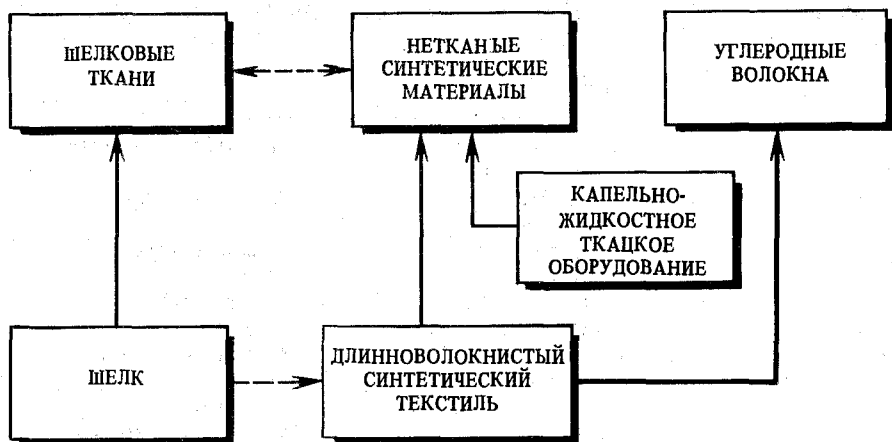 ШЕЛКОВЫЕ
ТКАНИ
НЕТКАНЫЕ
СИНТЕТИЧЕСКИЕ
МАТЕРИАЛЫ
УГЛЕРОДНЫЕ
ВОЛОКНА
КАПЕЛЬНО-
ЖИДКОСТНОЕ
ТКАЦКОЕ
ОБОРУДОВАНИЕ
ШЕЛК
ДЛИННОВОЛОКНИСТЫЙ
СИНТЕТИЧЕСКИЙ
ТЕКСТИЛЬ